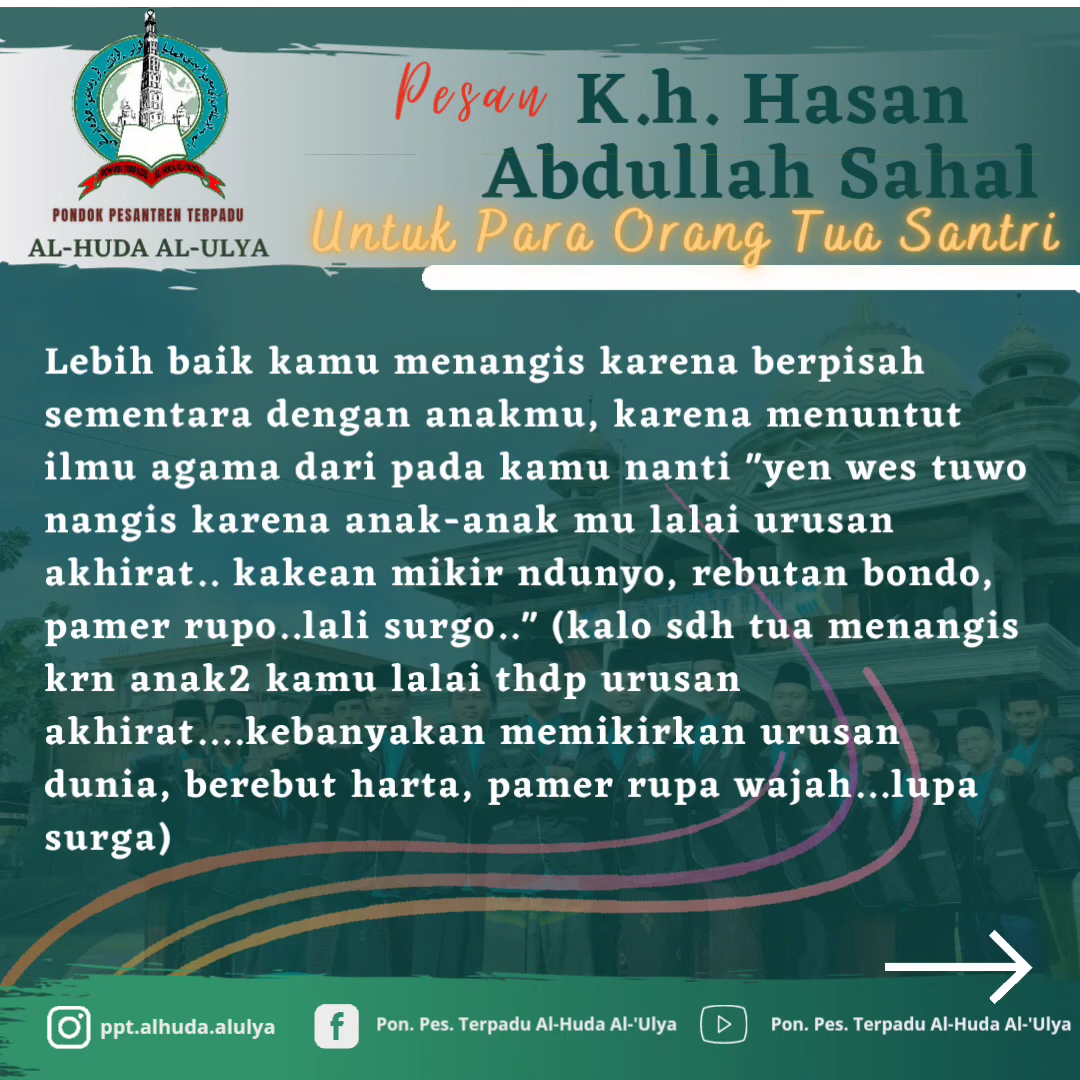 Pesan K.h. Hasan
Abdullah Sahal
Untuk Para Orang Tua Santri
PONDOK PESANTREN TERPADU
AL-HUDA AL-ULYA
Lebih baik kamu menangis karena berpisah
sementara dengan anakmu, karena menuntut
ilmu agama dari pada kamu nanti "yen wes tuwo
nangis karena anak-anak mu lalai urusan
akhirat.. kakean mikir ndunyo, rebutan bondo,
pamer rupo..lali surgo.." (kalo sdh tua menangis
krn anak2 kamu lalai thdp urusan
akhirat....kebanyakan memikirkan urusan
dunia, berebut harta, pamer rupa wajah...lupa
surga)
ppt.alhuda.alulya
Pon. Pes. Terpadu Al-Huda Al-'Ulya
Pon. Pes. Terpadu Al-Huda Al-'Ulya